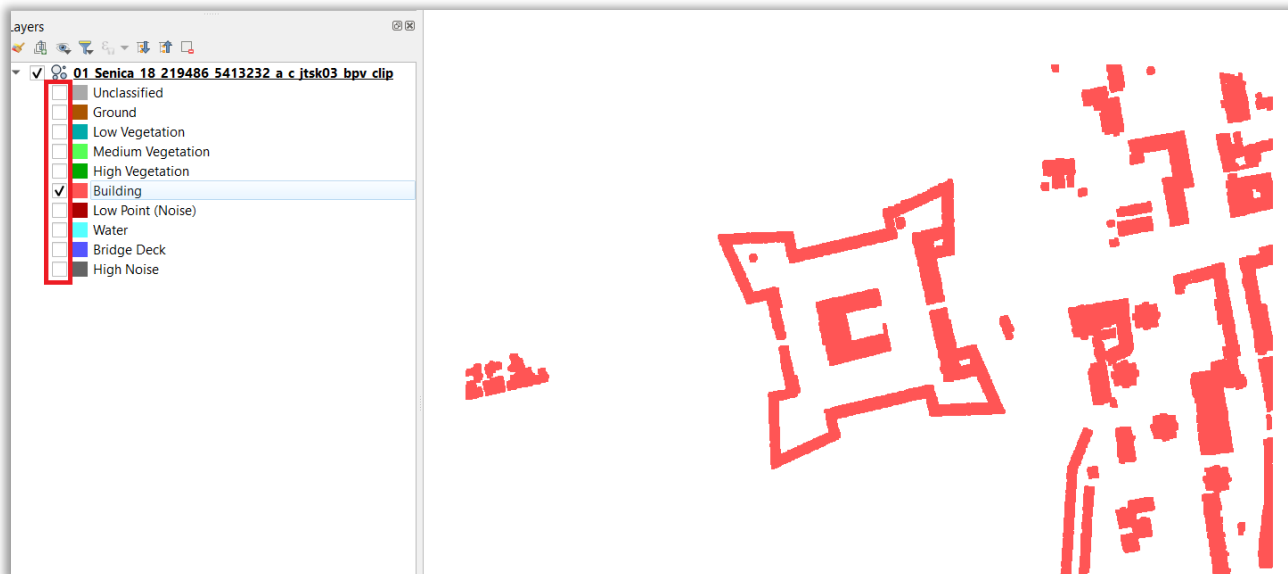 Layers
01_Senica_18_219486_5413232_a_c_jtsk03_bpv_clip
Unclassified
Ground
Low Vegetation
Medium Vegetation
High Vegetation
Building
Low Point (Noise)
Water
Bridge Deck
High Noise